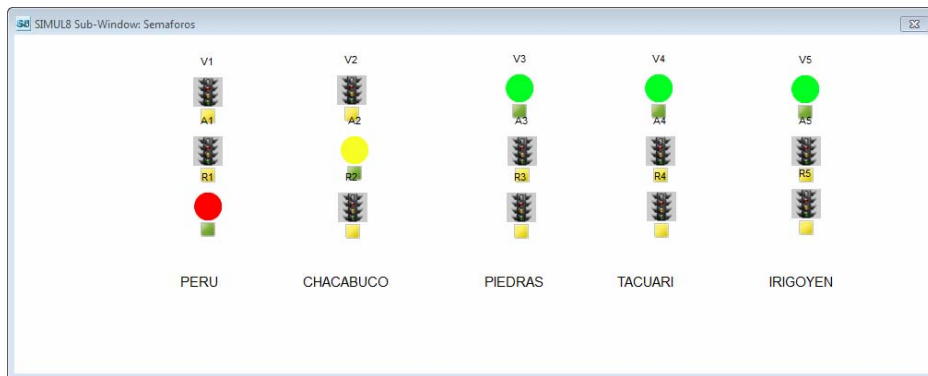 S8 SIMUL8 Sub-Window: Semaforos
V1 V2 V3 V4 V5
A1 A2 A3 A4 A5
R1 R2 R3 R4 R5
PERU CHACABUCO PIEDRAS TACUARI IRIGOYEN